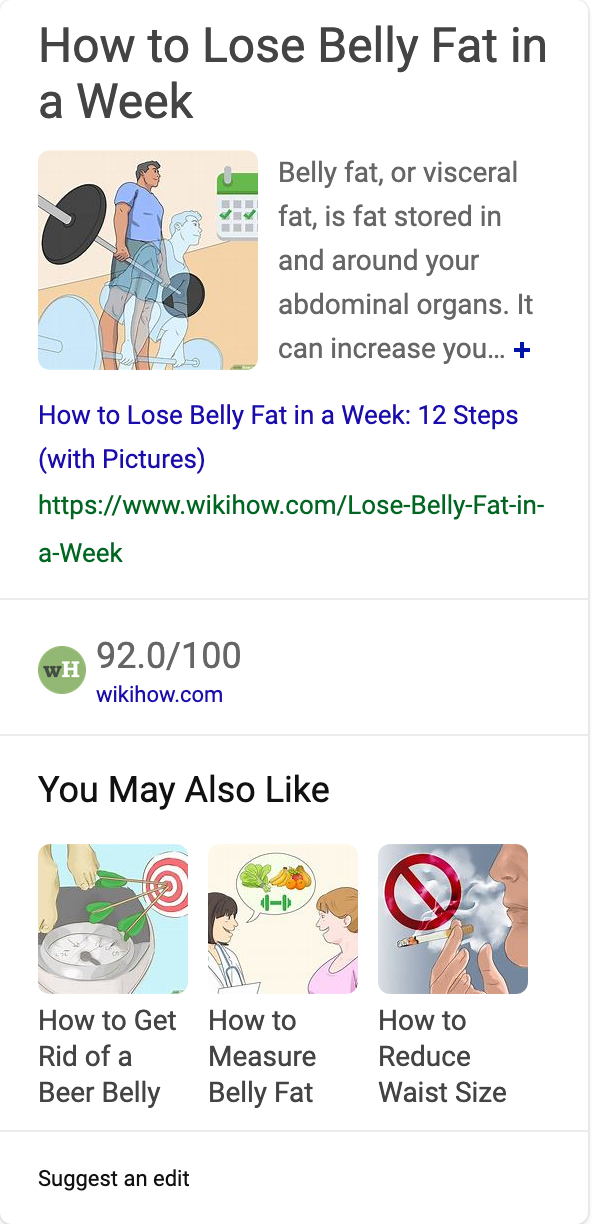 How to Lose Belly Fat in
a Week
Belly fat, or visceral
fat, is fat stored in
and around your
abdominal organs. It
can increase you... +
How to Lose Belly Fat in a Week: 12 Steps
(with Pictures)
https://www.wikihow.com/Lose-Belly-Fat-in-
a-Week
wH
92.0/100
wikihow.com
You May Also Like
How to Get
Rid of a
Beer Belly
How to
Measure
Belly Fat
How to
Reduce
Waist Size
Suggest an edit